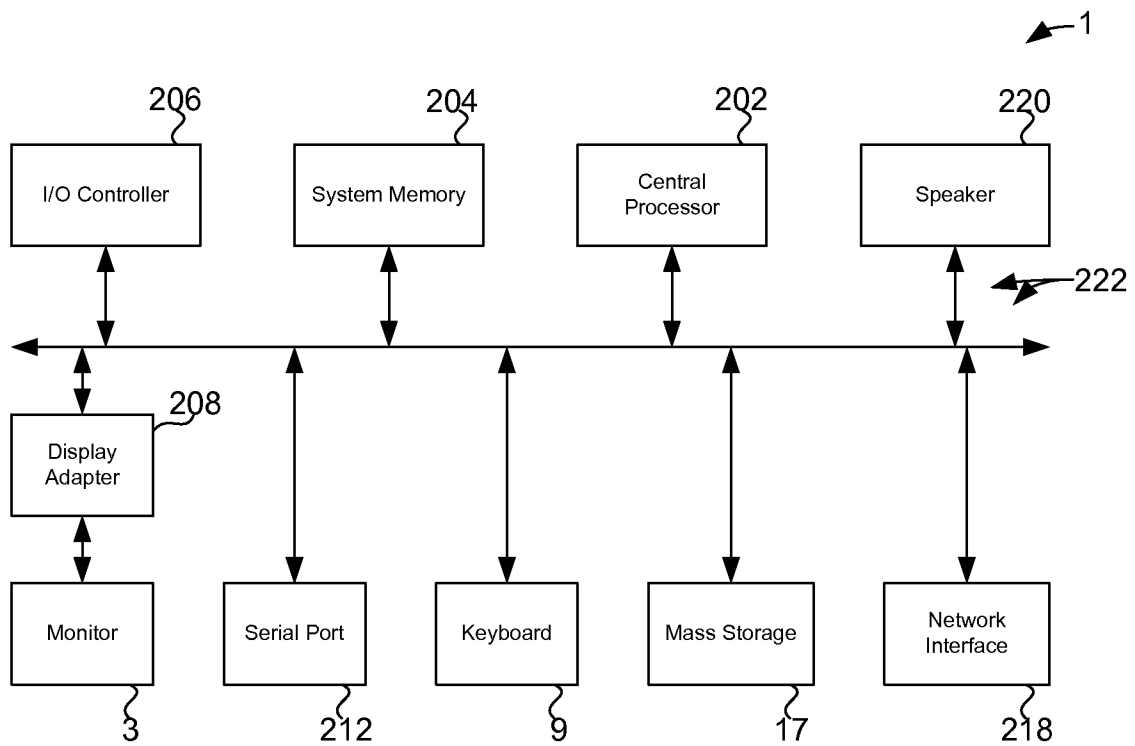 1
206
204
202
220
I/O Controller
System Memory
Central
Processor
Speaker
222
208
Display
Adapter
Monitor
Serial Port
Keyboard
Mass Storage
Network
Interface
3
212
9
17
218